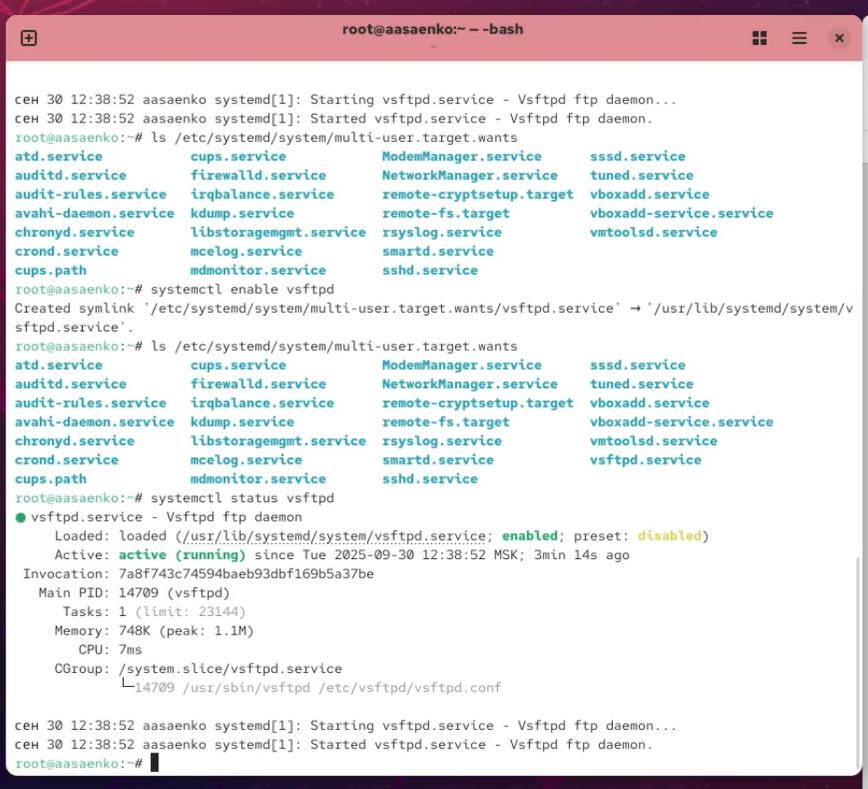 root@aasaenko:~ — -bash
~
сен 30 12:38:52 aasaenko systemd[1]: Starting vsftpd.service - Vsftpd ftp daemon...
сен 30 12:38:52 aasaenko systemd[1]: Started vsftpd.service - Vsftpd ftp daemon.
root@aasaenko:~# ls /etc/systemd/system/multi-user.target.wants
atd.service cups.service ModemManager.service sssd.service
auditd.service firewalld.service NetworkManager.service tuned.service
audit-rules.service irqbalance.service remote-cryptsetup.target vboxadd.service
avahi-daemon.service kdump.service remote-fs.target vboxadd-service.service
chronyd.service libstoragemgmt.service rsyslog.service vmtoolsd.service
crond.service mcelog.service smartd.service
cups.path mdmonitor.service sshd.service
root@aasaenko:~# systemctl enable vsftpd
Created symlink '/etc/systemd/system/multi-user.target.wants/vsftpd.service' → '/usr/lib/systemd/system/v
sftpd.service'.
root@aasaenko:~# ls /etc/systemd/system/multi-user.target.wants
atd.service cups.service ModemManager.service sssd.service
auditd.service firewalld.service NetworkManager.service tuned.service
audit-rules.service irqbalance.service remote-cryptsetup.target vboxadd.service
avahi-daemon.service kdump.service remote-fs.target vboxadd-service.service
chronyd.service libstoragemgmt.service rsyslog.service vmtoolsd.service
crond.service mcelog.service smartd.service vsftpd.service
cups.path mdmonitor.service sshd.service
root@aasaenko:~# systemctl status vsftpd
● vsftpd.service - Vsftpd ftp daemon
Loaded: loaded (/usr/lib/systemd/system/vsftpd.service; enabled; preset: disabled)
Active: active (running) since Tue 2025-09-30 12:38:52 MSK; 3min 14s ago
Invocation: 7a8f743c74594baeb93dbf169b5a37be
Main PID: 14709 (vsftpd)
Tasks: 1 (limit: 23144)
Memory: 748K (peak: 1.1M)
CPU: 7ms
CGroup: /system.slice/vsftpd.service
└─14709 /usr/sbin/vsftpd /etc/vsftpd/vsftpd.conf
сен 30 12:38:52 aasaenko systemd[1]: Starting vsftpd.service - Vsftpd ftp daemon...
сен 30 12:38:52 aasaenko systemd[1]: Started vsftpd.service - Vsftpd ftp daemon.
root@aasaenko:~#